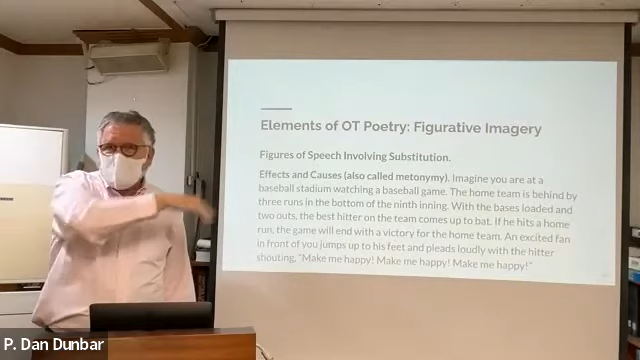 Elements of OT Poetry: Figurative Imagery
Figures of Speech Involving Substitution.
Effects and Causes (also called metonymy). Imagine you are at a
baseball stadium watching a baseball game. The home team is behind by
three runs in the bottom of the ninth inning. With the bases loaded and
two outs, the best hitter on the team comes up to bat. If he hits a home
run, the game will end with a victory for the home team. An excited fan
in front of you jumps up to his feet and pleads loudly with the hitter
shouting, "Make me happy! Make me happy! Make me happy!"
P. Dan Dunbar